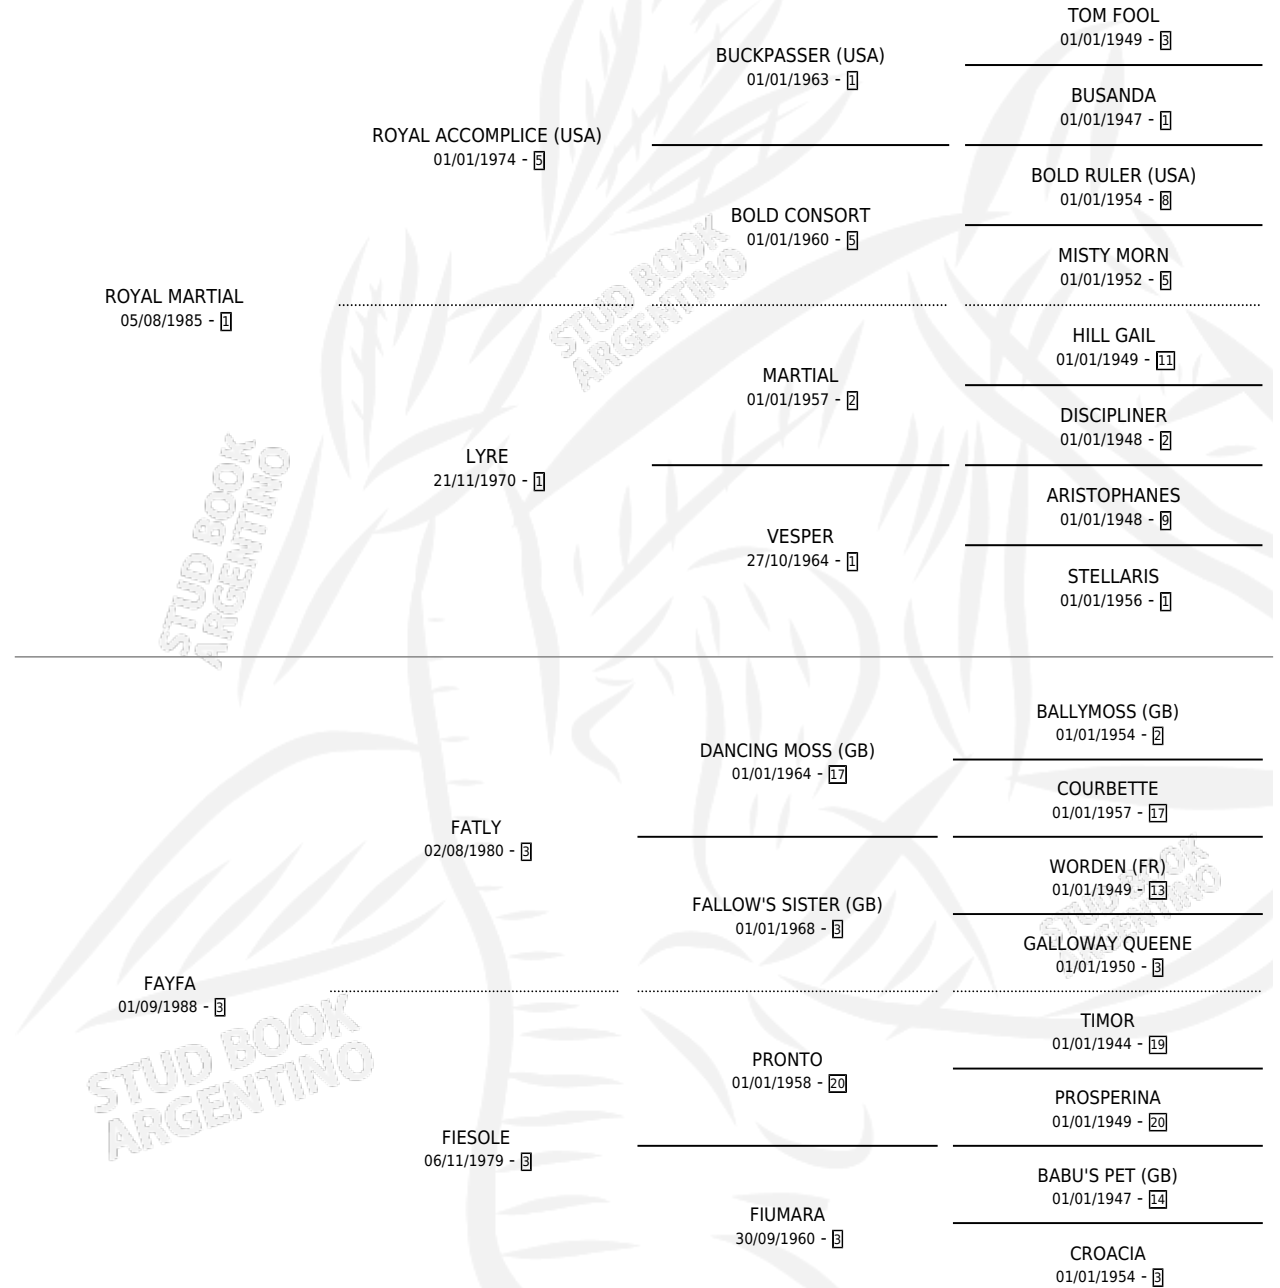 TOM FOOL
01/01/1949 - 3
BUCKPASSER (USA)
01/01/1963 - 1
BUSANDA
01/01/1947 - 1
ROYAL ACCOMPLICE (USA)
01/01/1974 - 5
BOLD RULER (USA)
01/01/1954 - 8
BOLD CONSORT
01/01/1960 - 5
MISTY MORN
01/01/1952 - 5
ROYAL MARTIAL
05/08/1985 - 1
HILL GAIL
01/01/1949 - 11
MARTIAL
01/01/1957 - 2
DISCIPLINER
01/01/1948 - 2
LYRE
21/11/1970 - 1
ARISTOPHANES
01/01/1948 - 9
VESPER
27/10/1964 - 1
STELLARIS
01/01/1956 - 1
STUD BOOK
ARGENTINO
STUD BOOK
ARGENTINO
BALLYMOSS (GB)
01/01/1954 - 2
DANCING MOSS (GB)
01/01/1964 - 17
COURBETTE
01/01/1957 - 17
FATLY
02/08/1980 - 3
WORDEN (FR)
01/01/1949 - 13
FALLOW'S SISTER (GB)
01/01/1968 - 3
GALLOWAY QUEENE
01/01/1950 - 3
FAYFA
01/09/1988 - 3
TIMOR
01/01/1944 - 19
PRONTO
01/01/1958 - 20
PROSPERINA
01/01/1949 - 20
FIESOLE
06/11/1979 - 3
BABU'S PET (GB)
01/01/1947 - 14
FIUMARA
30/09/1960 - 3
CROACIA
01/01/1954 - 3
STUD BOOK
ARGENTINO
STUD BOOK
ARGENTINO